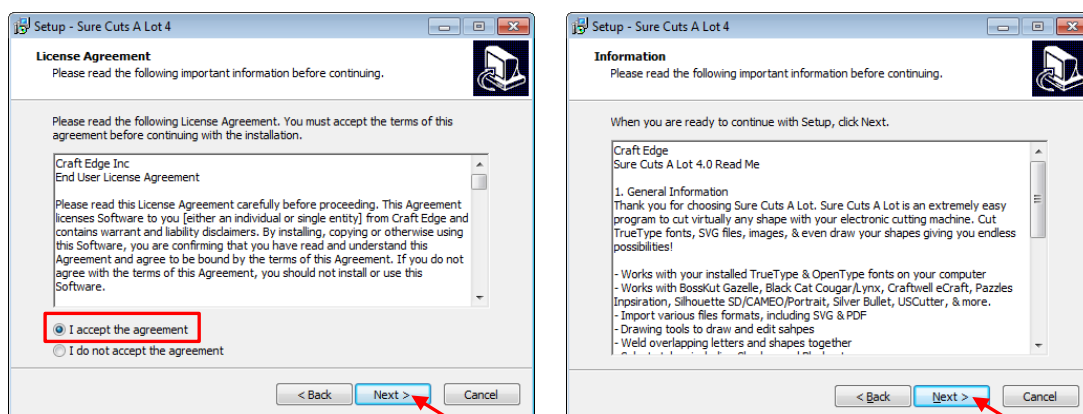 Setup - Sure Cuts A Lot 4
License Agreement
Please read the following important information before continuing.
Please read the following License Agreement. You must accept the terms of this
agreement before continuing with the installation.
Craft Edge Inc
End User License Agreement
Please read this License Agreement carefully before proceeding. This Agreement
licenses Software to you [either an individual or single entity] from Craft Edge and
contains warrant and liability disclaimers. By installing, copying or otherwise using
this Software, you are confirming that you have read and understand this
Agreement and agree to be bound by the terms of this Agreement. If you do not
agree with the terms of this Agreement, you should not install or use this
Software.
I accept the agreement
I do not accept the agreement
< Back
Next >
Cancel
Setup - Sure Cuts A Lot 4
Information
Please read the following important information before continuing.
When you are ready to continue with Setup, click Next.
Craft Edge
Sure Cuts A Lot 4.0 Read Me
1. General Information
Thank you for choosing Sure Cuts A Lot. Sure Cuts A Lot is an extremely easy
program to cut virtually any shape with your electronic cutting machine. Cut
TrueType fonts, SVG files, images, & even draw your shapes giving you endless
possibilities!
- Works with your installed TrueType & OpenType fonts on your computer
- Works with BossKut Gazelle, Black Cat Cougar/Lynx, Craftwell eCraft, Pazzles
Inpsiration, Silhouette SD/CAMEO/Portrait, Silver Bullet, USCutter, & more.
- Import various files formats, including SVG & PDF
- Drawing tools to draw and edit sahpes
- Weld overlapping letters and shapes together
< Back
Next >
Cancel